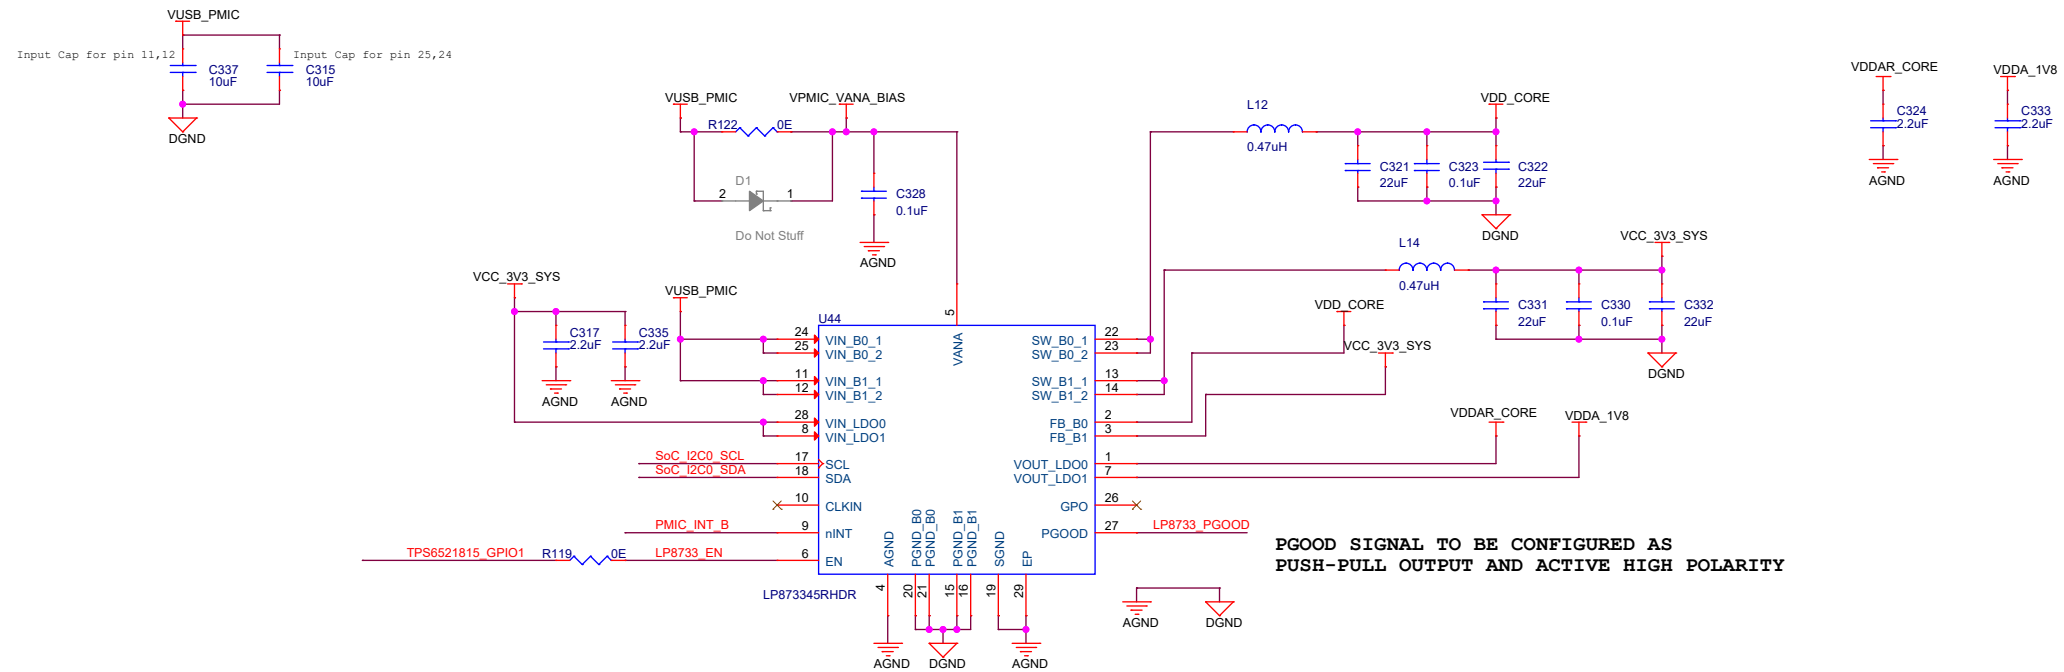 VUSB_PMIC
Input Cap for pin 11,12
C337
10uF
Input Cap for pin 25,24
C315
10uF
DGND
VUSB_PMIC
VPMIC_VANA_BIAS
R122
0E
D1
2
1
Do Not Stuff
C328
0.1uF
AGND
L12
0.47uH
VDD_CORE
C321
22uF
C323
0.1uF
C322
22uF
DGND
VDDAR_CORE
C324
2.2uF
AGND
VDDA_1V8
C333
2.2uF
AGND
L14
0.47uH
VCC_3V3_SYS
C331
22uF
C330
0.1uF
C332
22uF
DGND
VCC_3V3_SYS
C317
2.2uF
AGND
C335
2.2uF
AGND
VUSB_PMIC
VDD_CORE
VCC_3V3_SYS
VDDAR_CORE
VDDA_1V8
U44
5
VANA
24 VIN_B0_1
25 VIN_B0_2
11 VIN_B1_1
12 VIN_B1_2
28 VIN_LDO0
8 VIN_LDO1
SoC_I2C0_SCL 17 SCL
SoC_I2C0_SDA 18 SDA
10 CLKIN
PMIC_INT_B 9 nINT
TPS6521815_GPIO1 R119 0E LP8733_EN 6 EN
SW_B0_1 22
SW_B0_2 23
SW_B1_1 13
SW_B1_2 14
FB_B0 2
FB_B1 3
VOUT_LDO0 1
VOUT_LDO1 7
GPO 26
PGOOD 27 LP8733_PGOOD
AGND
PGND_B0
PGND_B0
PGND_B1
PGND_B1
SGND
EP
4
20
21
15
16
19
29
LP873345RHDR
AGND
DGND
AGND
PGOOD SIGNAL TO BE CONFIGURED AS
PUSH-PULL OUTPUT AND ACTIVE HIGH POLARITY
AGND
DGND